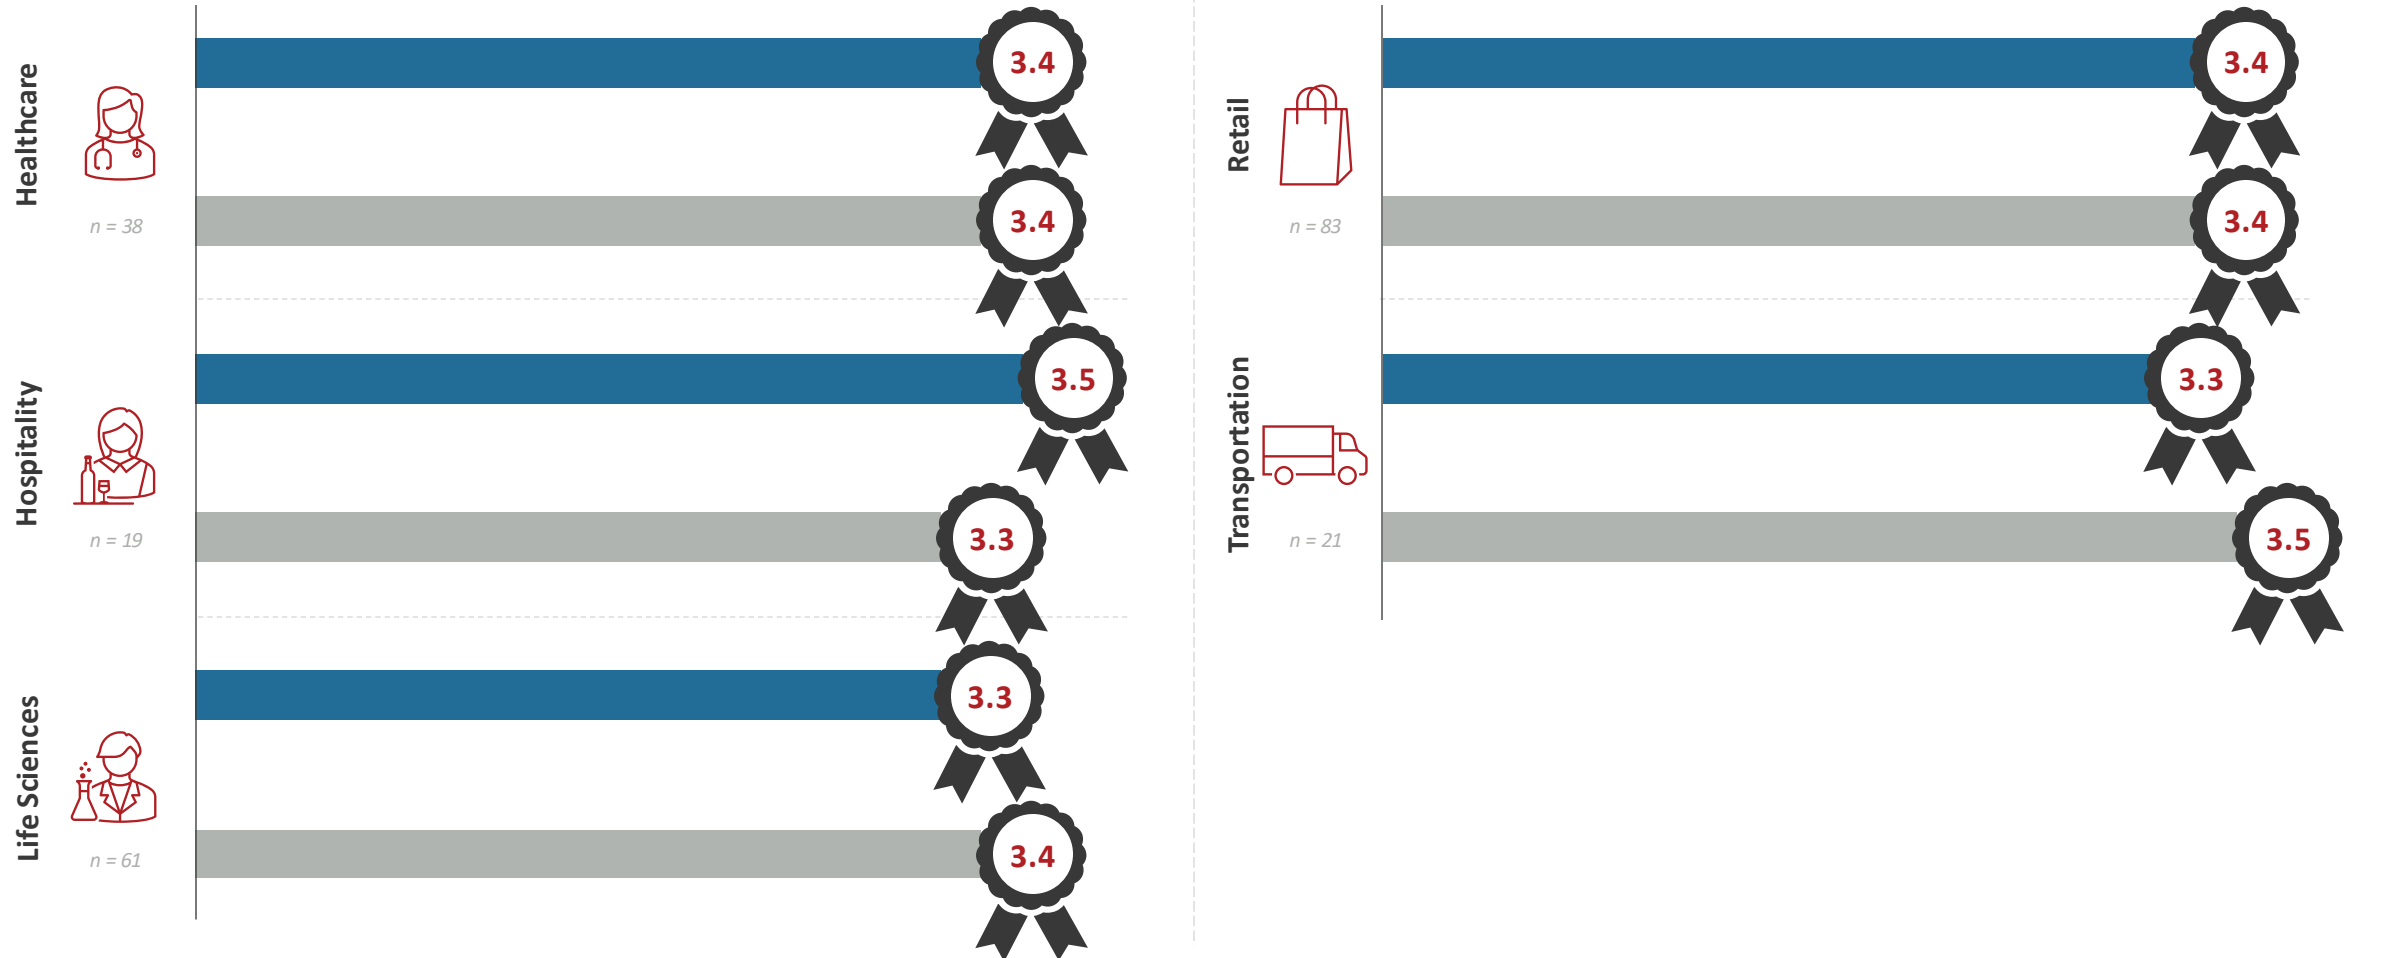 Healthcare
n = 38
3.4
3.4
Hospitality
n = 19
3.5
3.3
Life Sciences
n = 61
3.3
3.4
Retail
n = 83
3.4
3.4
Transportation
n = 21
3.3
3.5